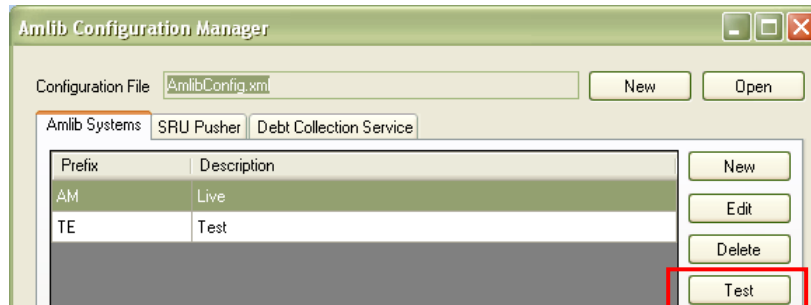 Amlib Configuration Manager
Configuration File AmlibConfig.xml New Open
Amlib Systems SRU Pusher Debt Collection Service
Prefix Description New
AM Live
Edit
TE Test
Delete
Test